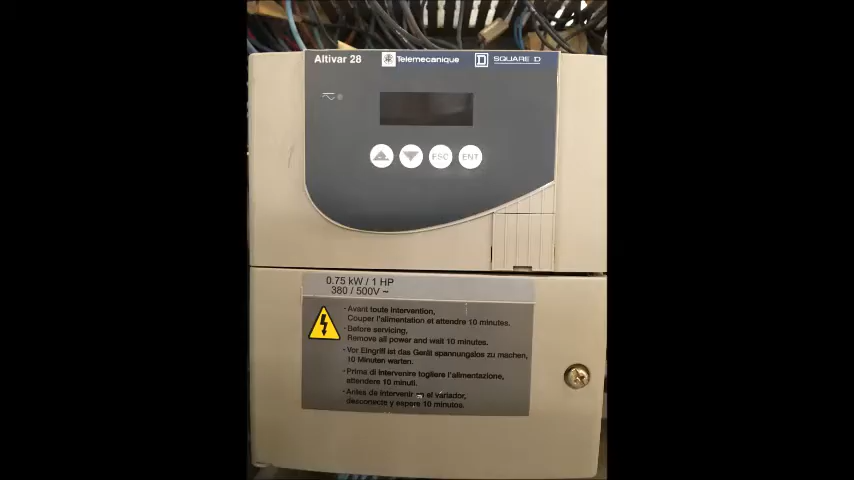 Altivar 28 Telemecanique SQUARE D
ESC ENT
0.75 kW / 1 HP
380 / 500V ~
- Avant toute intervention,
Couper l'alimentation et attendre 10 minutes.
- Before servicing,
Remove all power and wait 10 minutes.
- Vor Eingriff ist das Gerät spannungslos zu machen,
10 Minuten warten.
- Prima di intervenire togliere l'alimentazione,
attendere 10 minuti.
- Antes de intervenir en el variador,
desconecte y espere 10 minutos.